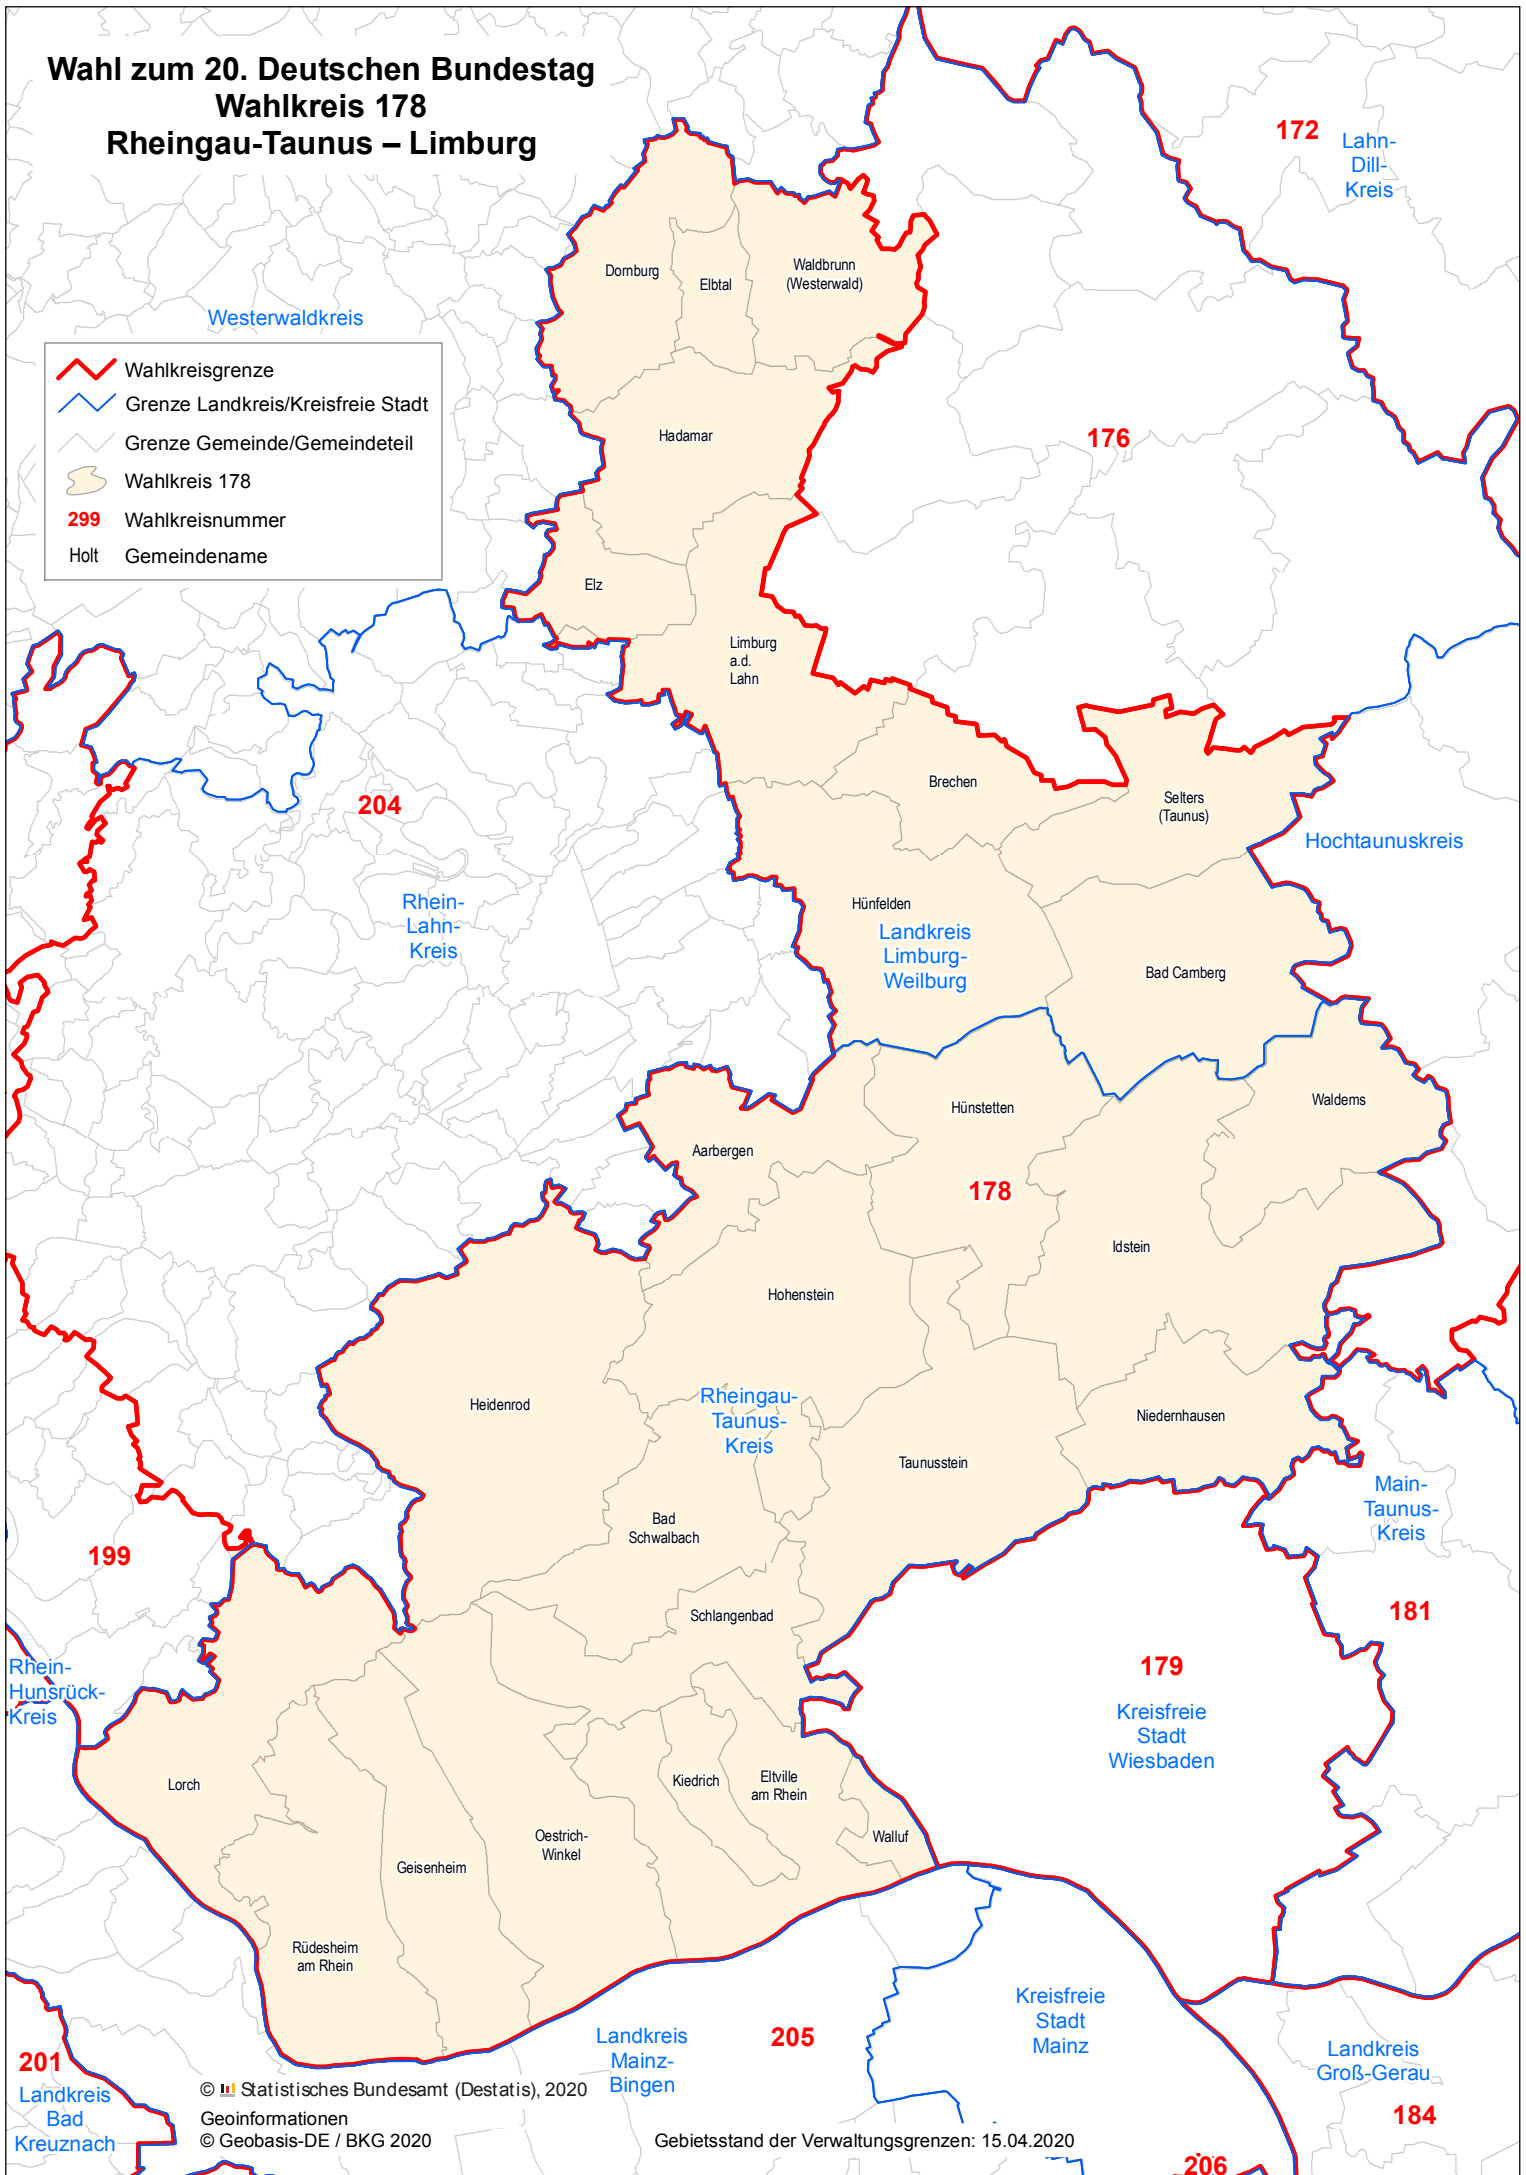 Wahl zum 20. Deutschen Bundestag
Wahlkreis 178
Rheingau-Taunus – Limburg
172
Lahn-
Dill-
Kreis
Westerwaldkreis
Wahlkreisgrenze
Grenze Landkreis/Kreisfreie Stadt
Grenze Gemeinde/Gemeindeteil
Wahlkreis 178
299 Wahlkreisnummer
Holt Gemeindename
Dornburg
Elbtal
Waldbrunn
(Westerwald)
Hadamar
176
Elz
Limburg
a.d.
Lahn
204
Brechen
Selters
(Taunus)
Hochtaunuskreis
Rhein-
Lahn-
Kreis
Hünfelden
Landkreis
Limburg-
Weilburg
Bad Camberg
Hünstetten
Waldems
Aarbergen
178
Idstein
Hohenstein
Heidenrod
Rheingau-
Taunus-
Kreis
Niedernhausen
Taunusstein
Main-
Taunus-
Kreis
Bad
Schwalbach
199
Schlangenbad
181
Rhein-
Hunsrück-
Kreis
179
Kreisfreie
Stadt
Wiesbaden
Lorch
Kiedrich
Eltville
am Rhein
Oestrich-
Winkel
Walluf
Geisenheim
Rüdesheim
am Rhein
Kreisfreie
Stadt
Mainz
205
Landkreis
Mainz-
Bingen
Landkreis
Groß-Gerau
184
201
Landkreis
Bad
Kreuznach
206
© Statistisches Bundesamt (Destatis), 2020
Geoinformationen
© Geobasis-DE / BKG 2020
Gebietsstand der Verwaltungsgrenzen: 15.04.2020